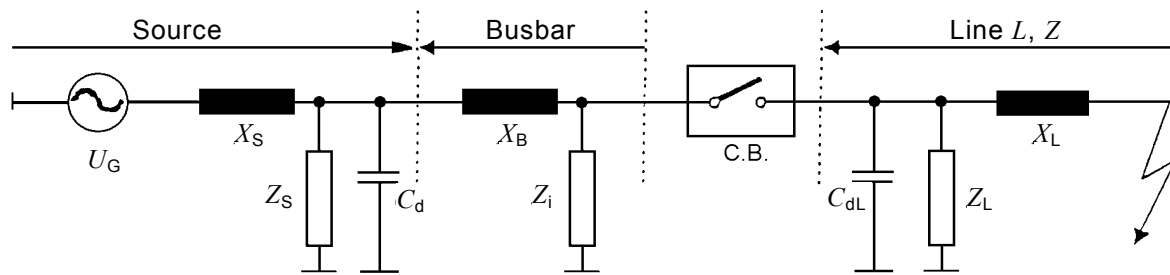 Source
Busbar
Line L, Z
X_S
X_B
C.B.
X_L
U_G
Z_S
C_d
Z_i
C_dL
Z_L